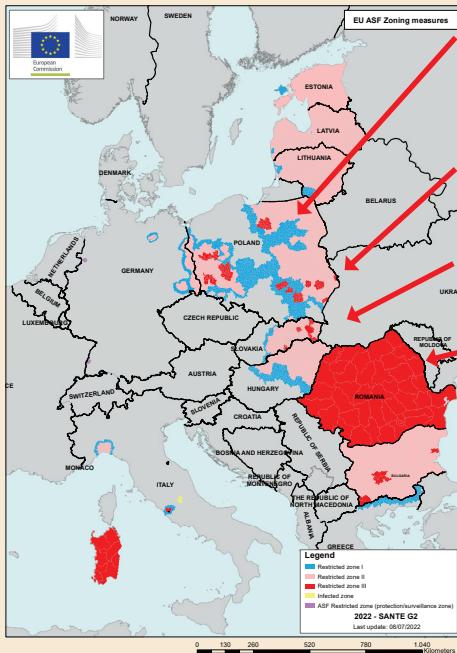 EU ASF Zoning measures
European
Commission
NORWAY
SWEDEN
ESTONIA
LATVIA
LITHUANIA
DENMARK
BELARUS
NETHERLANDS
POLAND
GERMANY
BELGIUM
LUXEMBOURG
UKRA
CZECH REPUBLIC
SLOVAKIA
REPUBLIC OF
MOLDOVA
CE
AUSTRIA
HUNGARY
SWITZERLAND
ROMANIA
SLOVENIA
CROATIA
BOSNIA AND HERZEGOVINA
REPUBLIC OF SERBIA
MONACO
ITALY
REPUBLIC OF
MONTENEGRO
BULGARIA
THE REPUBLIC OF
NORTH MACEDONIA
ALBANIA
GREECE
Legend
Restricted zone I
Restricted zone II
Restricted zone III
Infected zone
ASF Restricted zone (protection/surveillance zone)
2022 - SANTE G2
Last update: 08/07/2022
0 130 260 520 780 1.040
Kilometers